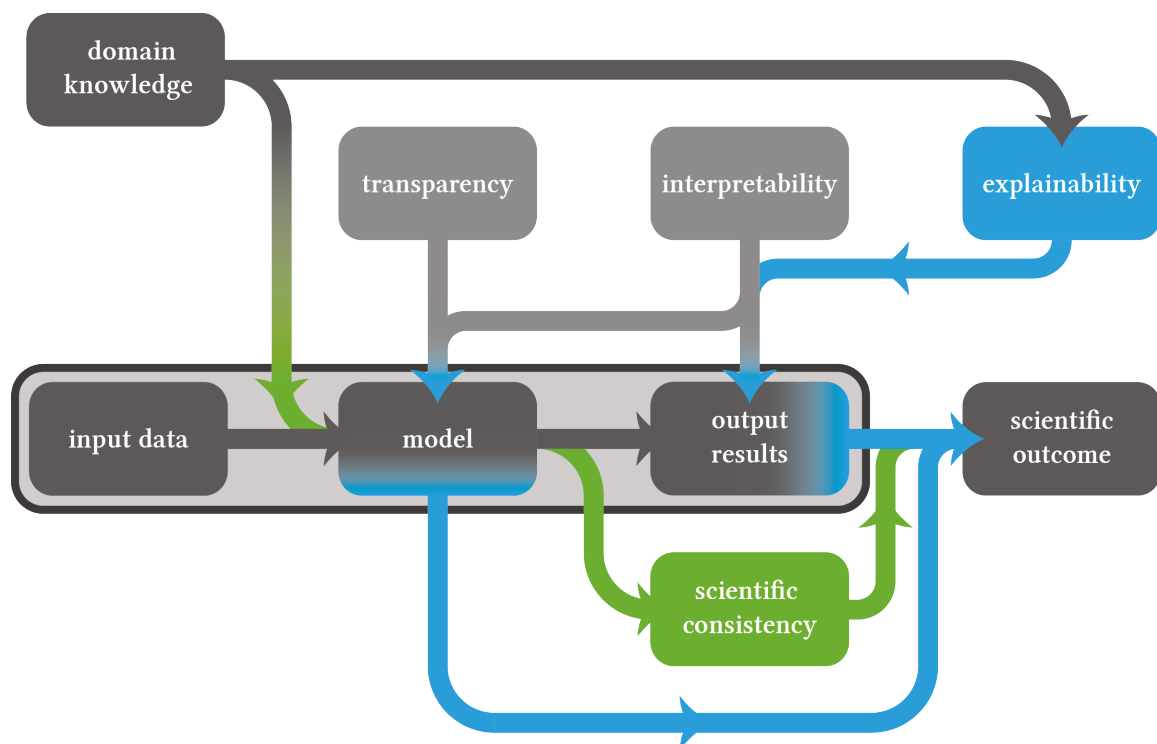 domain
knowledge
transparency
interpretability
explainability
input data
model
output
results
scientific
outcome
scientific
consistency